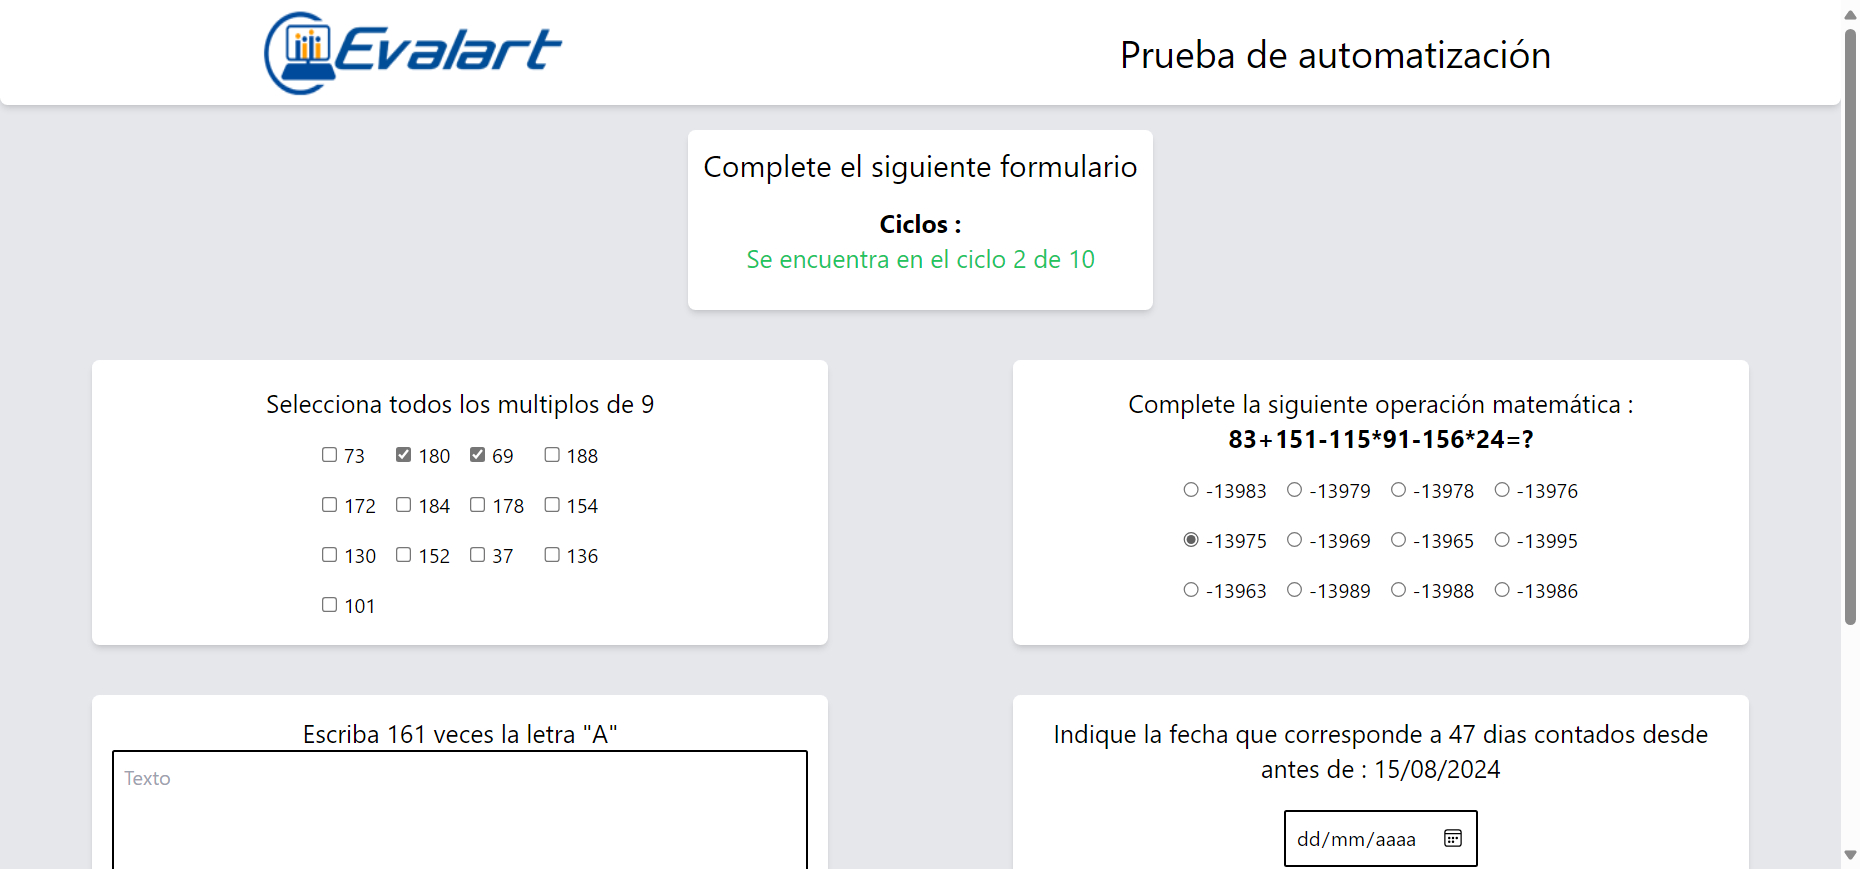 Evalart
Prueba de automatización
Complete el siguiente formulario
Ciclos :
Se encuentra en el ciclo 2 de 10
Selecciona todos los multiplos de 9
73 180 69 188
172 184 178 154
130 152 37 136
101
Complete la siguiente operación matemática :
83+151-115*91-156*24=?
-13983 -13979 -13978 -13976
-13975 -13969 -13965 -13995
-13963 -13989 -13988 -13986
Escriba 161 veces la letra "A"
Texto
Indique la fecha que corresponde a 47 dias contados desde
antes de : 15/08/2024
dd/mm/aaaa